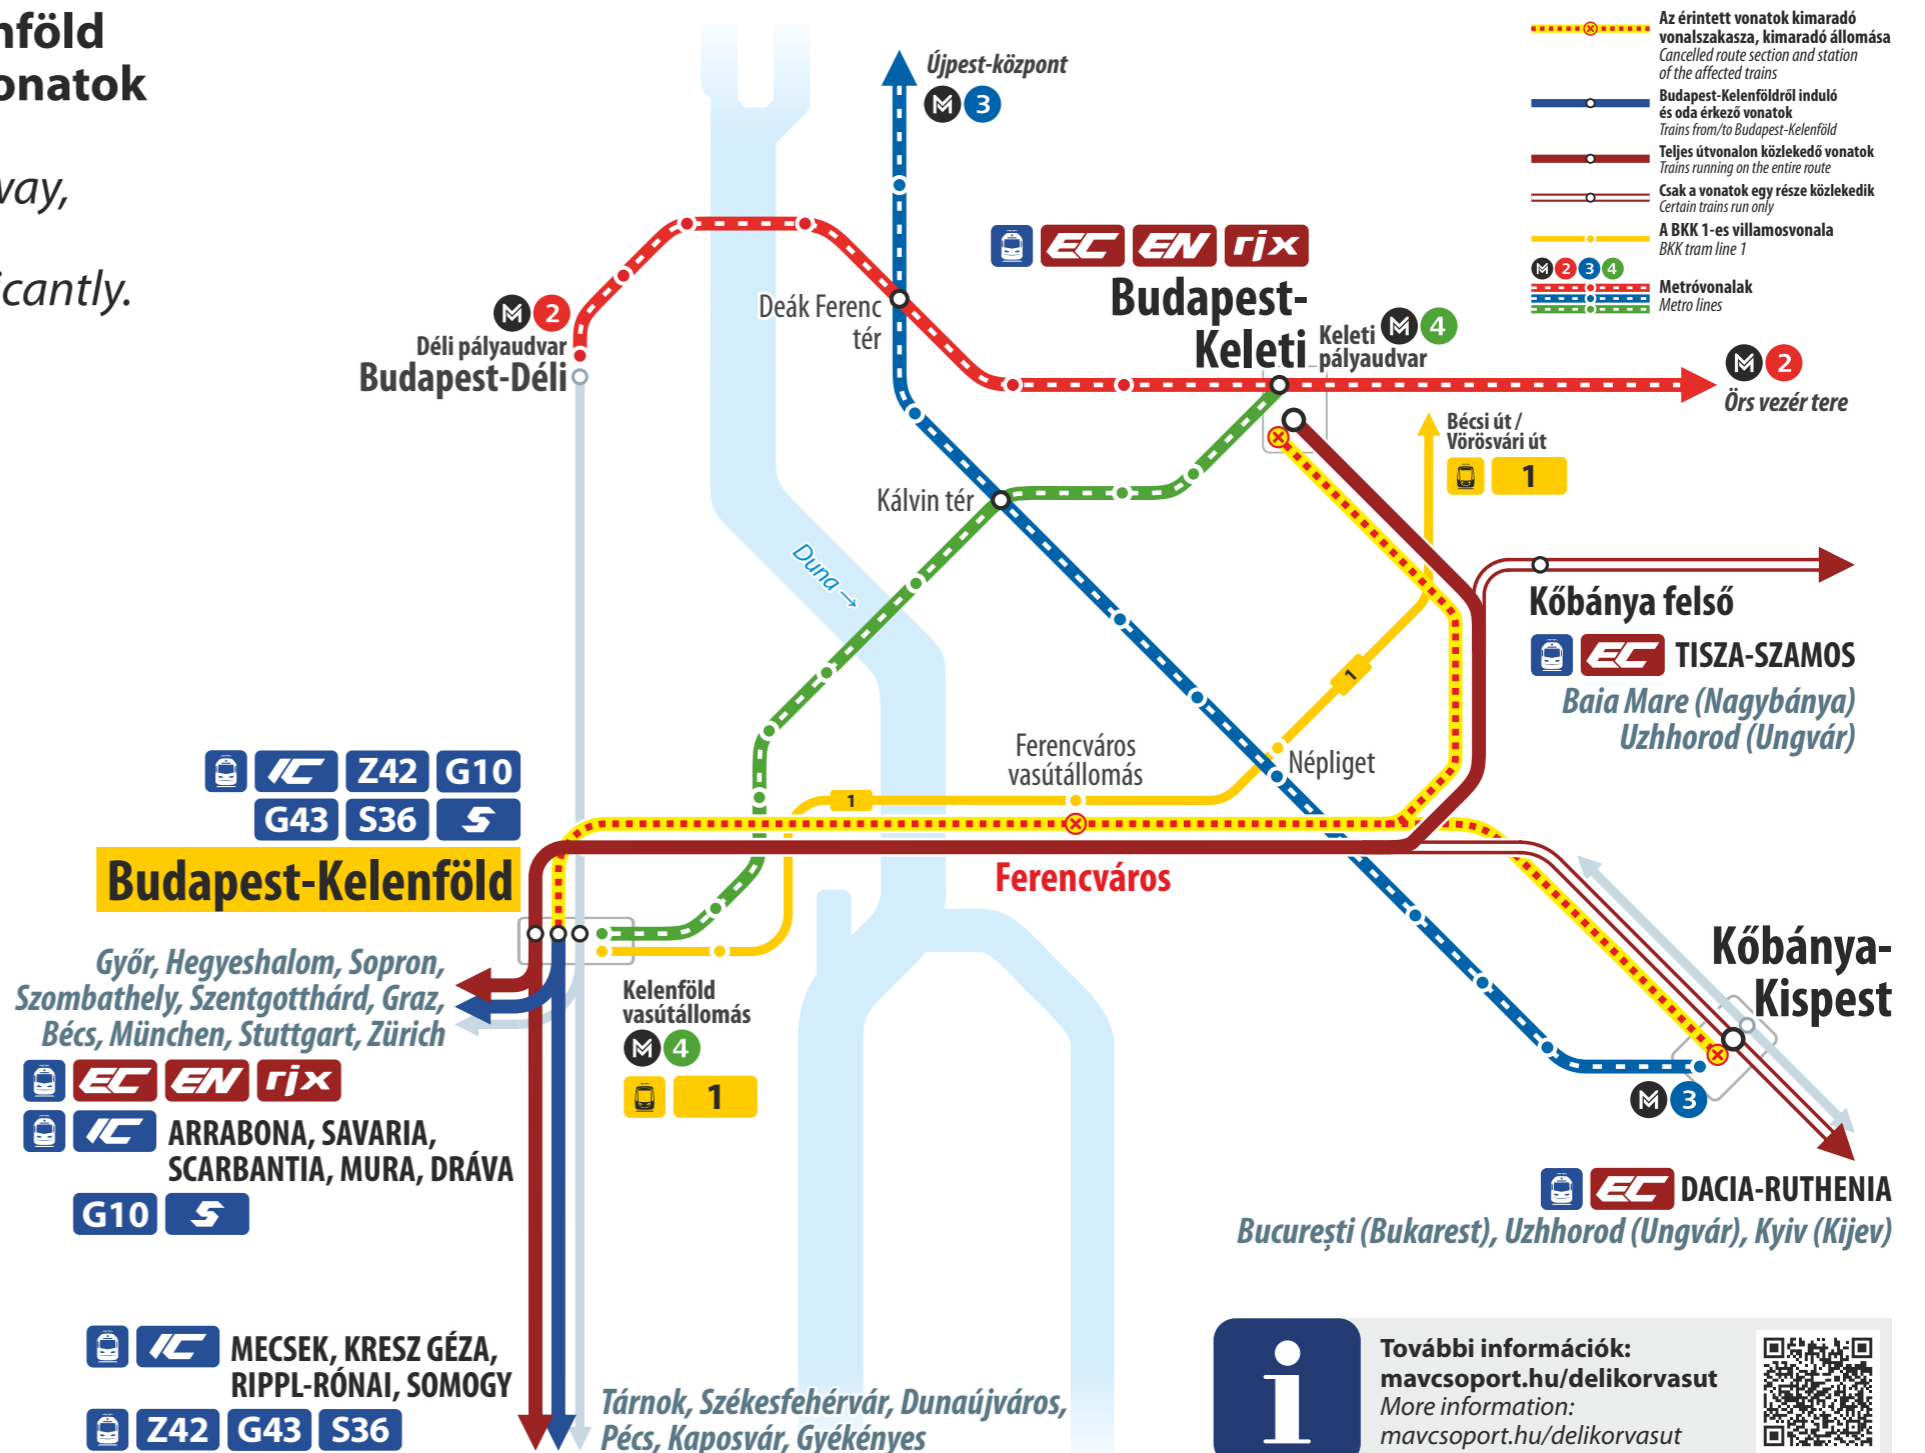 nföld
onatok
vay,
cantly.
Az érintett vonatok kimaradó
vonalszakasza, kimaradó állomása
Cancelled route section and station
of the affected trains
Budapest-Kelenföldről induló
és oda érkező vonatok
Trains from/to Budapest-Kelenföld
Teljes útvonalon közlekedő vonatok
Trains running on the entire route
Csak a vonatok egy része közlekedik
Certain trains run only
A BKK 1-es villamosvonala
BKK tram line 1
M 2 3 4
Metróvonalak
Metro lines
Újpest-központ
M 3
EC EN rjx
Budapest-
Keleti
Keleti M 4
pályaudvar
M 2
Déli pályaudvar
Budapest-Déli
Deák Ferenc
tér
M 2
Örs vezér tere
Bécsi út /
Vörösvári út
1
Kálvin tér
Duna →
Kőbánya felső
EC TISZA-SZAMOS
Baia Mare (Nagybánya)
Uzhhorod (Ungvár)
1
Ferencváros
vasútállomás
Népliget
1
IC Z42 G10
G43 S36 S
Budapest-Kelenföld
Ferencváros
Győr, Hegyeshalom, Sopron,
Szombathely, Szentgotthárd, Graz,
Bécs, München, Stuttgart, Zürich
EC EN rjx
IC ARRABONA, SAVARIA,
SCARBANTIA, MURA, DRÁVA
G10 S
Kelenföld
vasútállomás
M 4
1
Kőbánya-
Kispest
M 3
EC DACIA-RUTHENIA
București (Bukarest), Uzhhorod (Ungvár), Kyiv (Kijev)
IC MECSEK, KRESZ GÉZA,
RIPPL-RÓNAI, SOMOGY
Z42 G43 S36
Tárnok, Székesfehérvár, Dunaújváros,
Pécs, Kaposvár, Gyékényes
i
További információk:
mavcsoport.hu/delikorvasut
More information:
mavcsoport.hu/delikorvasut